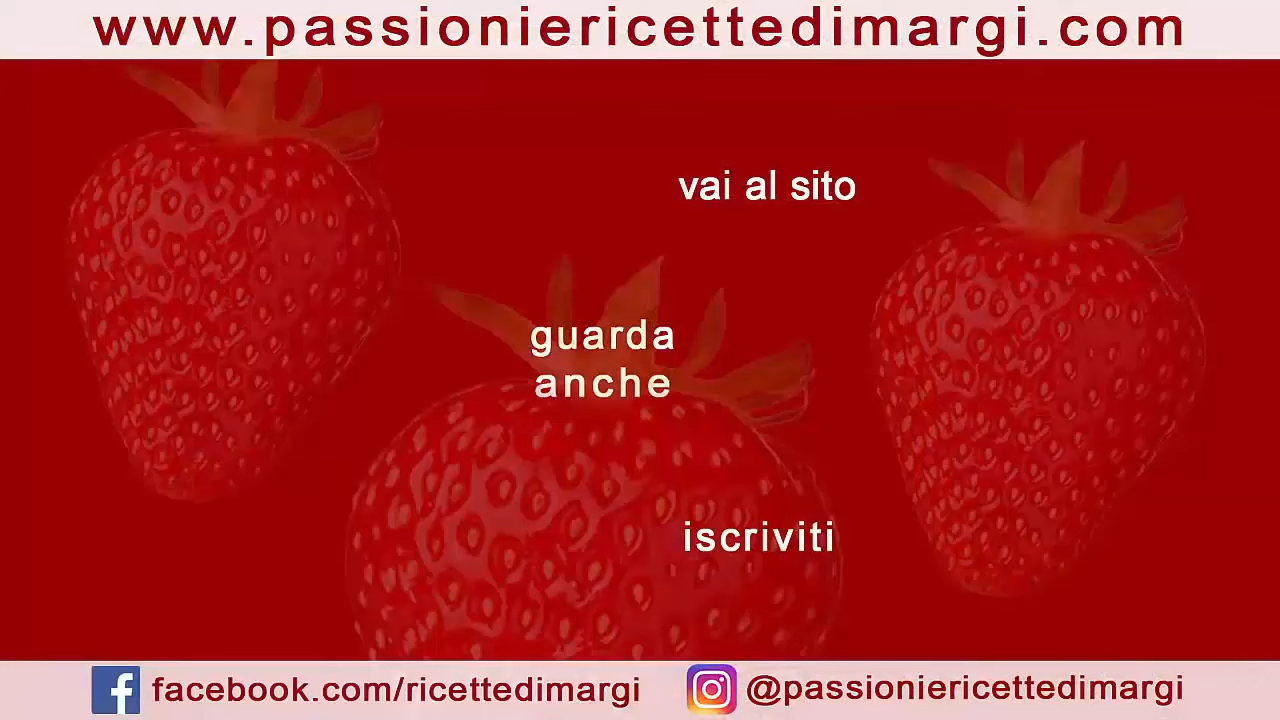 www.passioniericettedimargi.com
vai al sito
guarda
anche
iscriviti
facebook.com/ricettedimargi
@passioniericettedimargi